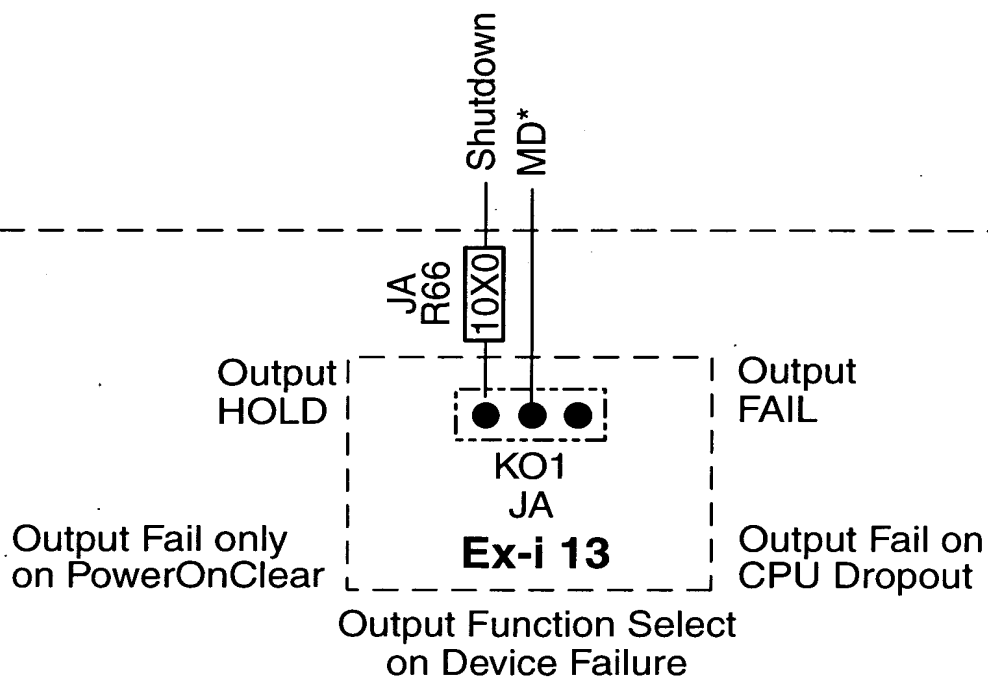 Shutdown
MD*
JA
R66
10X0
Output
HOLD
Output
FAIL
KO1
JA
Ex-i 13
Output Fail only
on PowerOnClear
Output Fail on
CPU Dropout
Output Function Select
on Device Failure